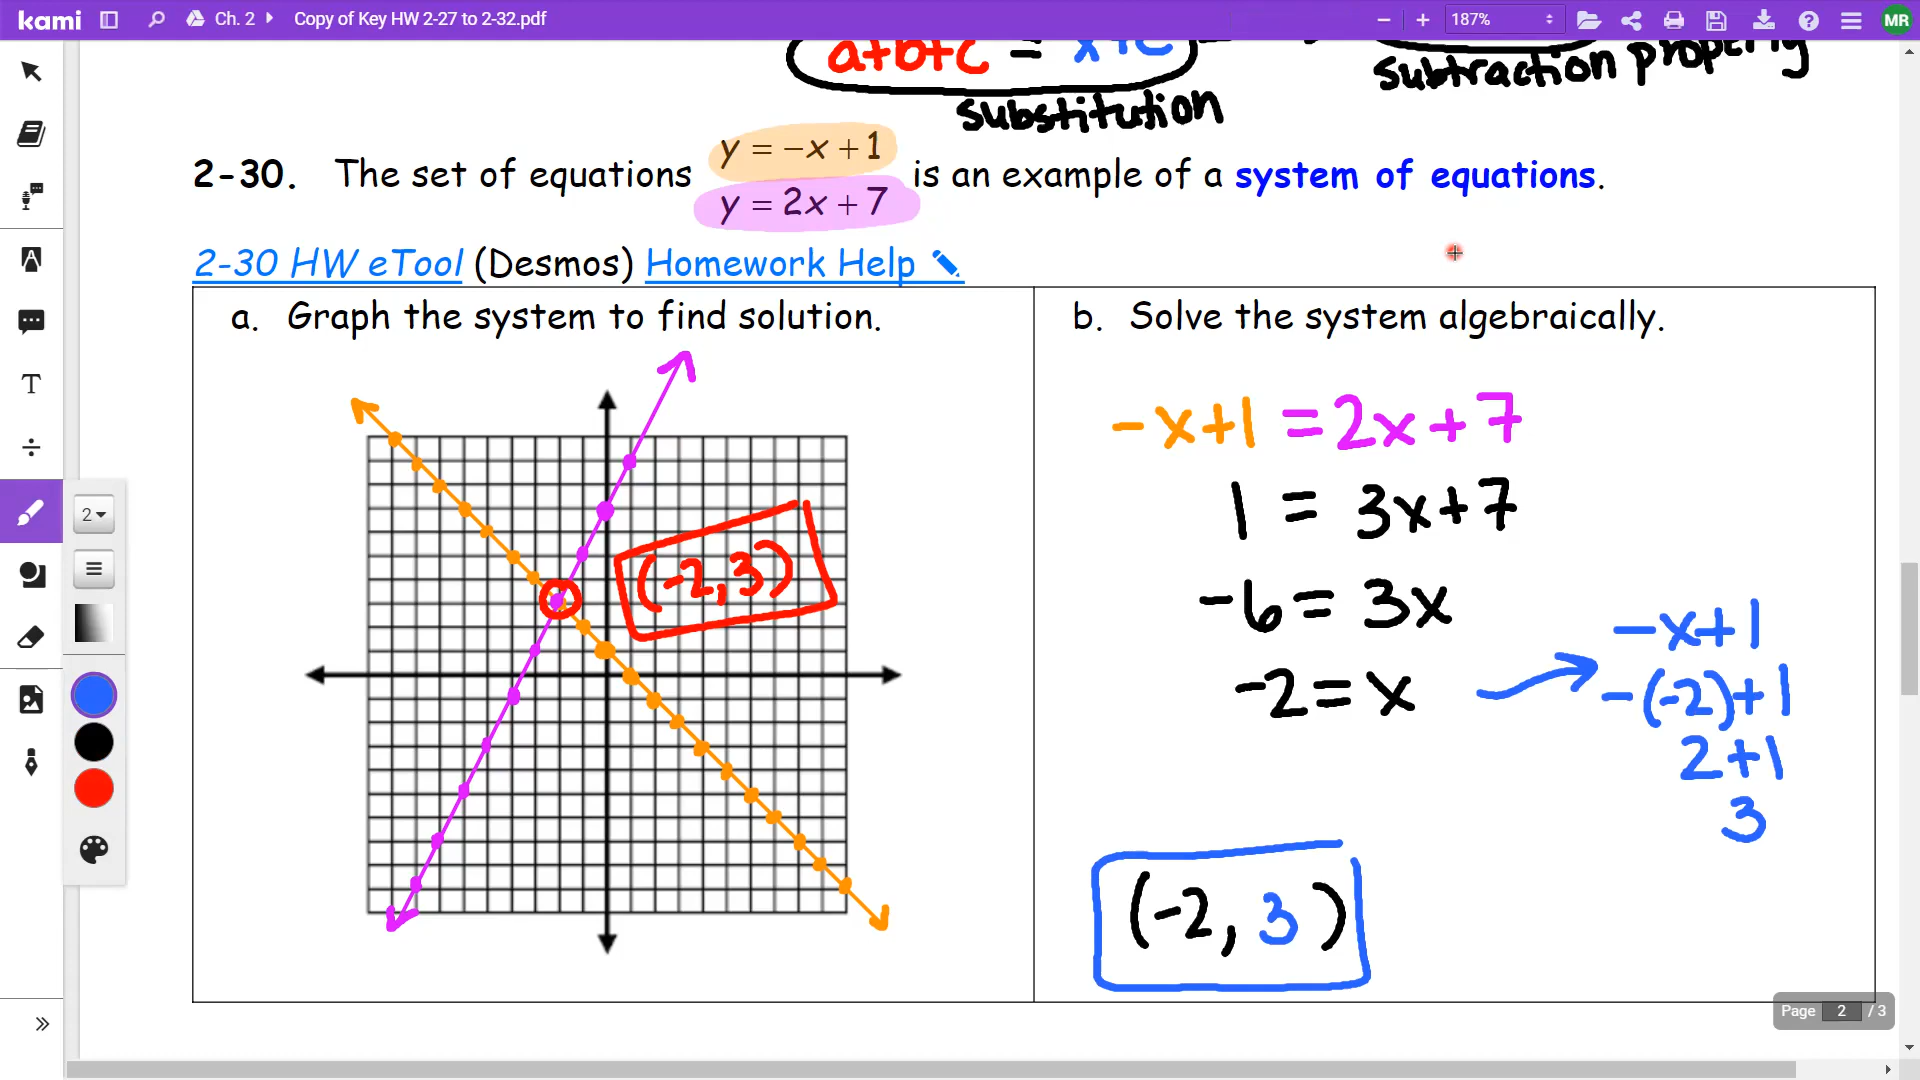 kami Ch. 2 Copy of Key HW 2-27 to 2-32.pdf 187% MR
a+b+c = x+c
substitution
subtraction property
2-30. The set of equations y = −x + 1 is an example of a system of equations.
y = 2x + 7
2-30 HW eTool (Desmos) Homework Help
a. Graph the system to find solution.
(-2,3)
b. Solve the system algebraically.
-x+1 = 2x+7
1 = 3x+7
-6 = 3x
-2 = x
-x+1
-(-2)+1
2+1
3
(-2, 3)
2
T
Page 2 / 3